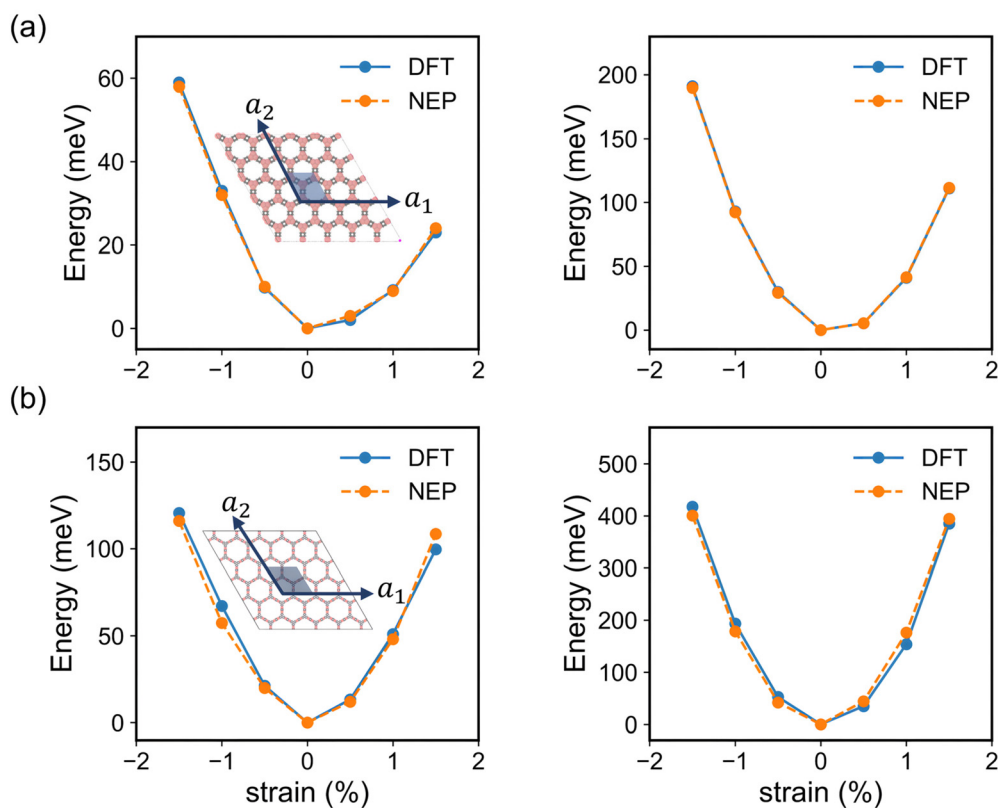 (a)
60
40
20
0
Energy (meV)
DFT
NEP
a₂
a₁
−2
−1
0
1
2
200
150
100
50
0
Energy (meV)
DFT
NEP
−2
−1
0
1
2
(b)
150
100
50
0
Energy (meV)
DFT
NEP
a₂
a₁
−2
−1
0
1
2
strain (%)
500
400
300
200
100
0
Energy (meV)
DFT
NEP
−2
−1
0
1
2
strain (%)